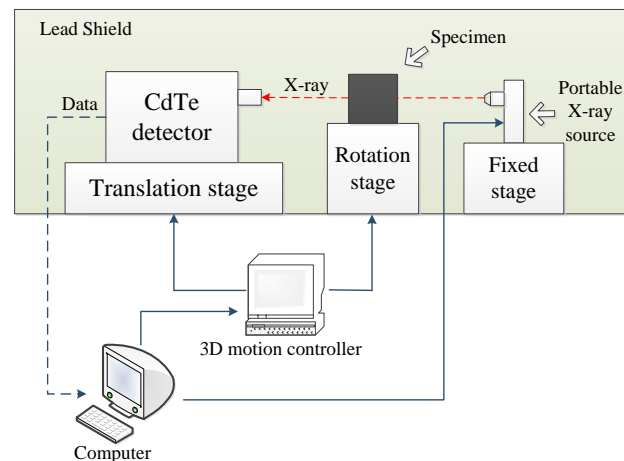 Lead Shield
Specimen
X-ray
Portable
X-ray
source
Data
CdTe
detector
Translation stage
Rotation
stage
Fixed
stage
3D motion controller
Computer